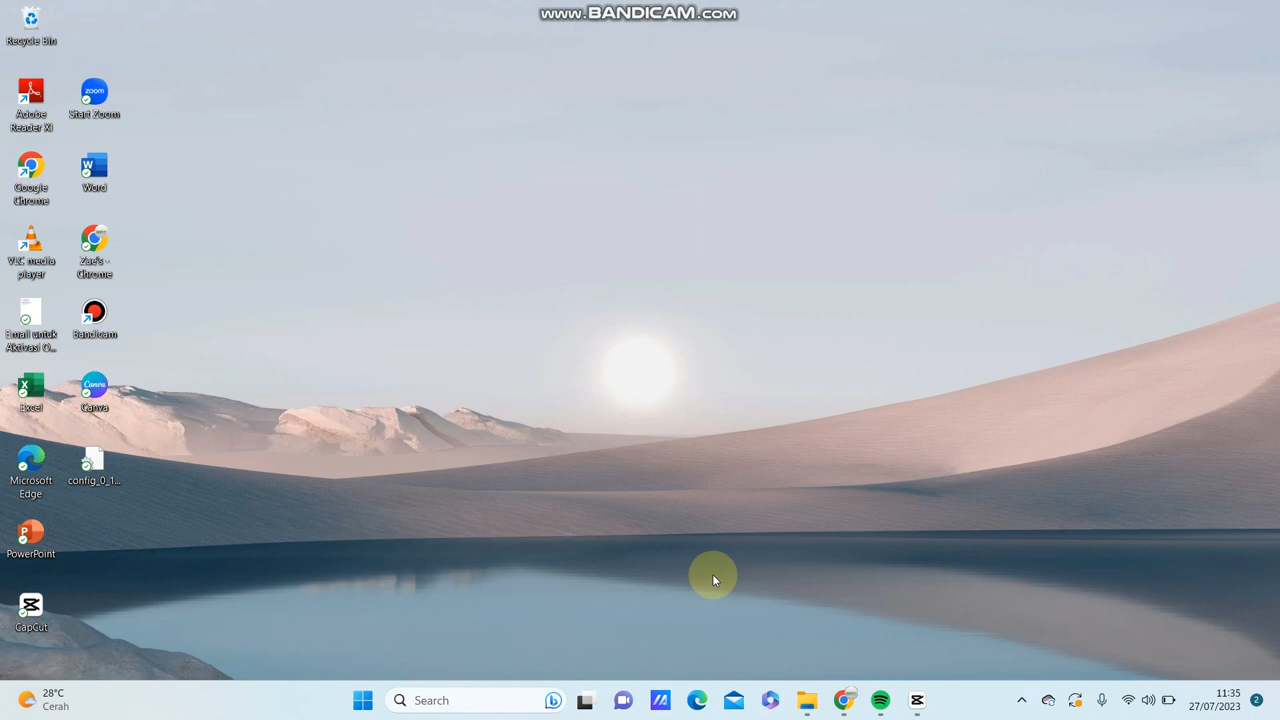 www.BANDICAM.com
Recycle Bin
Adobe
Reader XI
zoom
Start Zoom
Google
Chrome
Word
VLC media
player
Zae's -
Chrome
Email untuk
Aktivasi O...
Bandicam
Excel
Canva
Canva
Microsoft
Edge
config_0_1...
PowerPoint
CapCut
28°C
Cerah
Search
11:35
27/07/2023
2